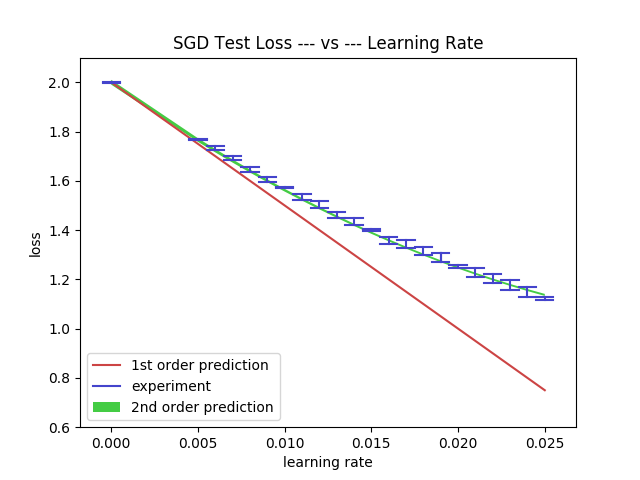 SGD Test Loss --- vs --- Learning Rate
2.0
1.8
1.6
1.4
1.2
1.0
0.8
0.6
loss
1st order prediction
experiment
2nd order prediction
0.000 0.005 0.010 0.015 0.020 0.025
learning rate